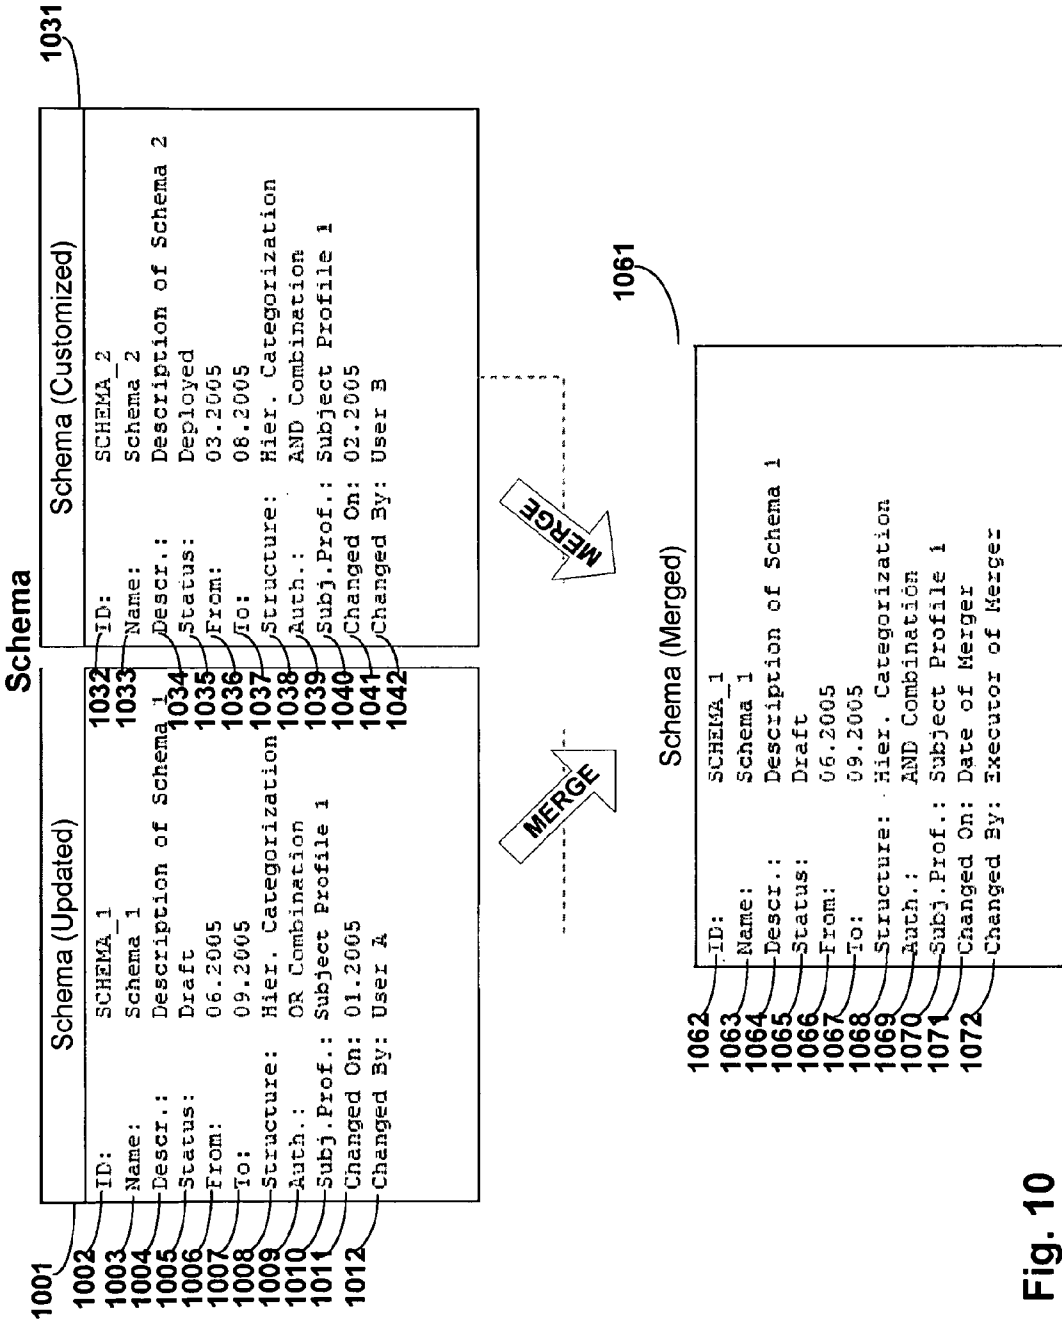 Schema
Schema (Updated)
1001
1002 ID: SCHEMA_1
1003 Name: Schema_1
1004 Descr.: Description of Schema 1
1005 Status: Draft
1006 From: 06.2005
1007 To: 09.2005
1008 Structure: Hier. Categorization
1009 Auth.: OR Combination
1010 Subj.Prof.: Subject Profile 1
1011 Changed On: 01.2005
1012 Changed By: User A
Schema (Customized)
1031
1032 ID: SCHEMA_2
1033 Name: Schema_2
1034 Descr.: Description of Schema 2
1035 Status: Deployed
1036 From: 03.2005
1037 To: 08.2005
1038 Structure: Hier. Categorization
1039 Auth.: AND Combination
1040 Subj.Prof.: Subject Profile 1
1041 Changed On: 02.2005
1042 Changed By: User B
MERGE
MERGE
Schema (Merged)
1061
1062 ID: SCHEMA_1
1063 Name: Schema_1
1064 Descr.: Description of Schema 1
1065 Status: Draft
1066 From: 06.2005
1067 To: 09.2005
1068 Structure: Hier. Categorization
1069 Auth.: AND Combination
1070 Subj.Prof.: Subject Profile 1
1071 Changed On: Date of Merger
1072 Changed By: Executor of Merger
Fig. 10